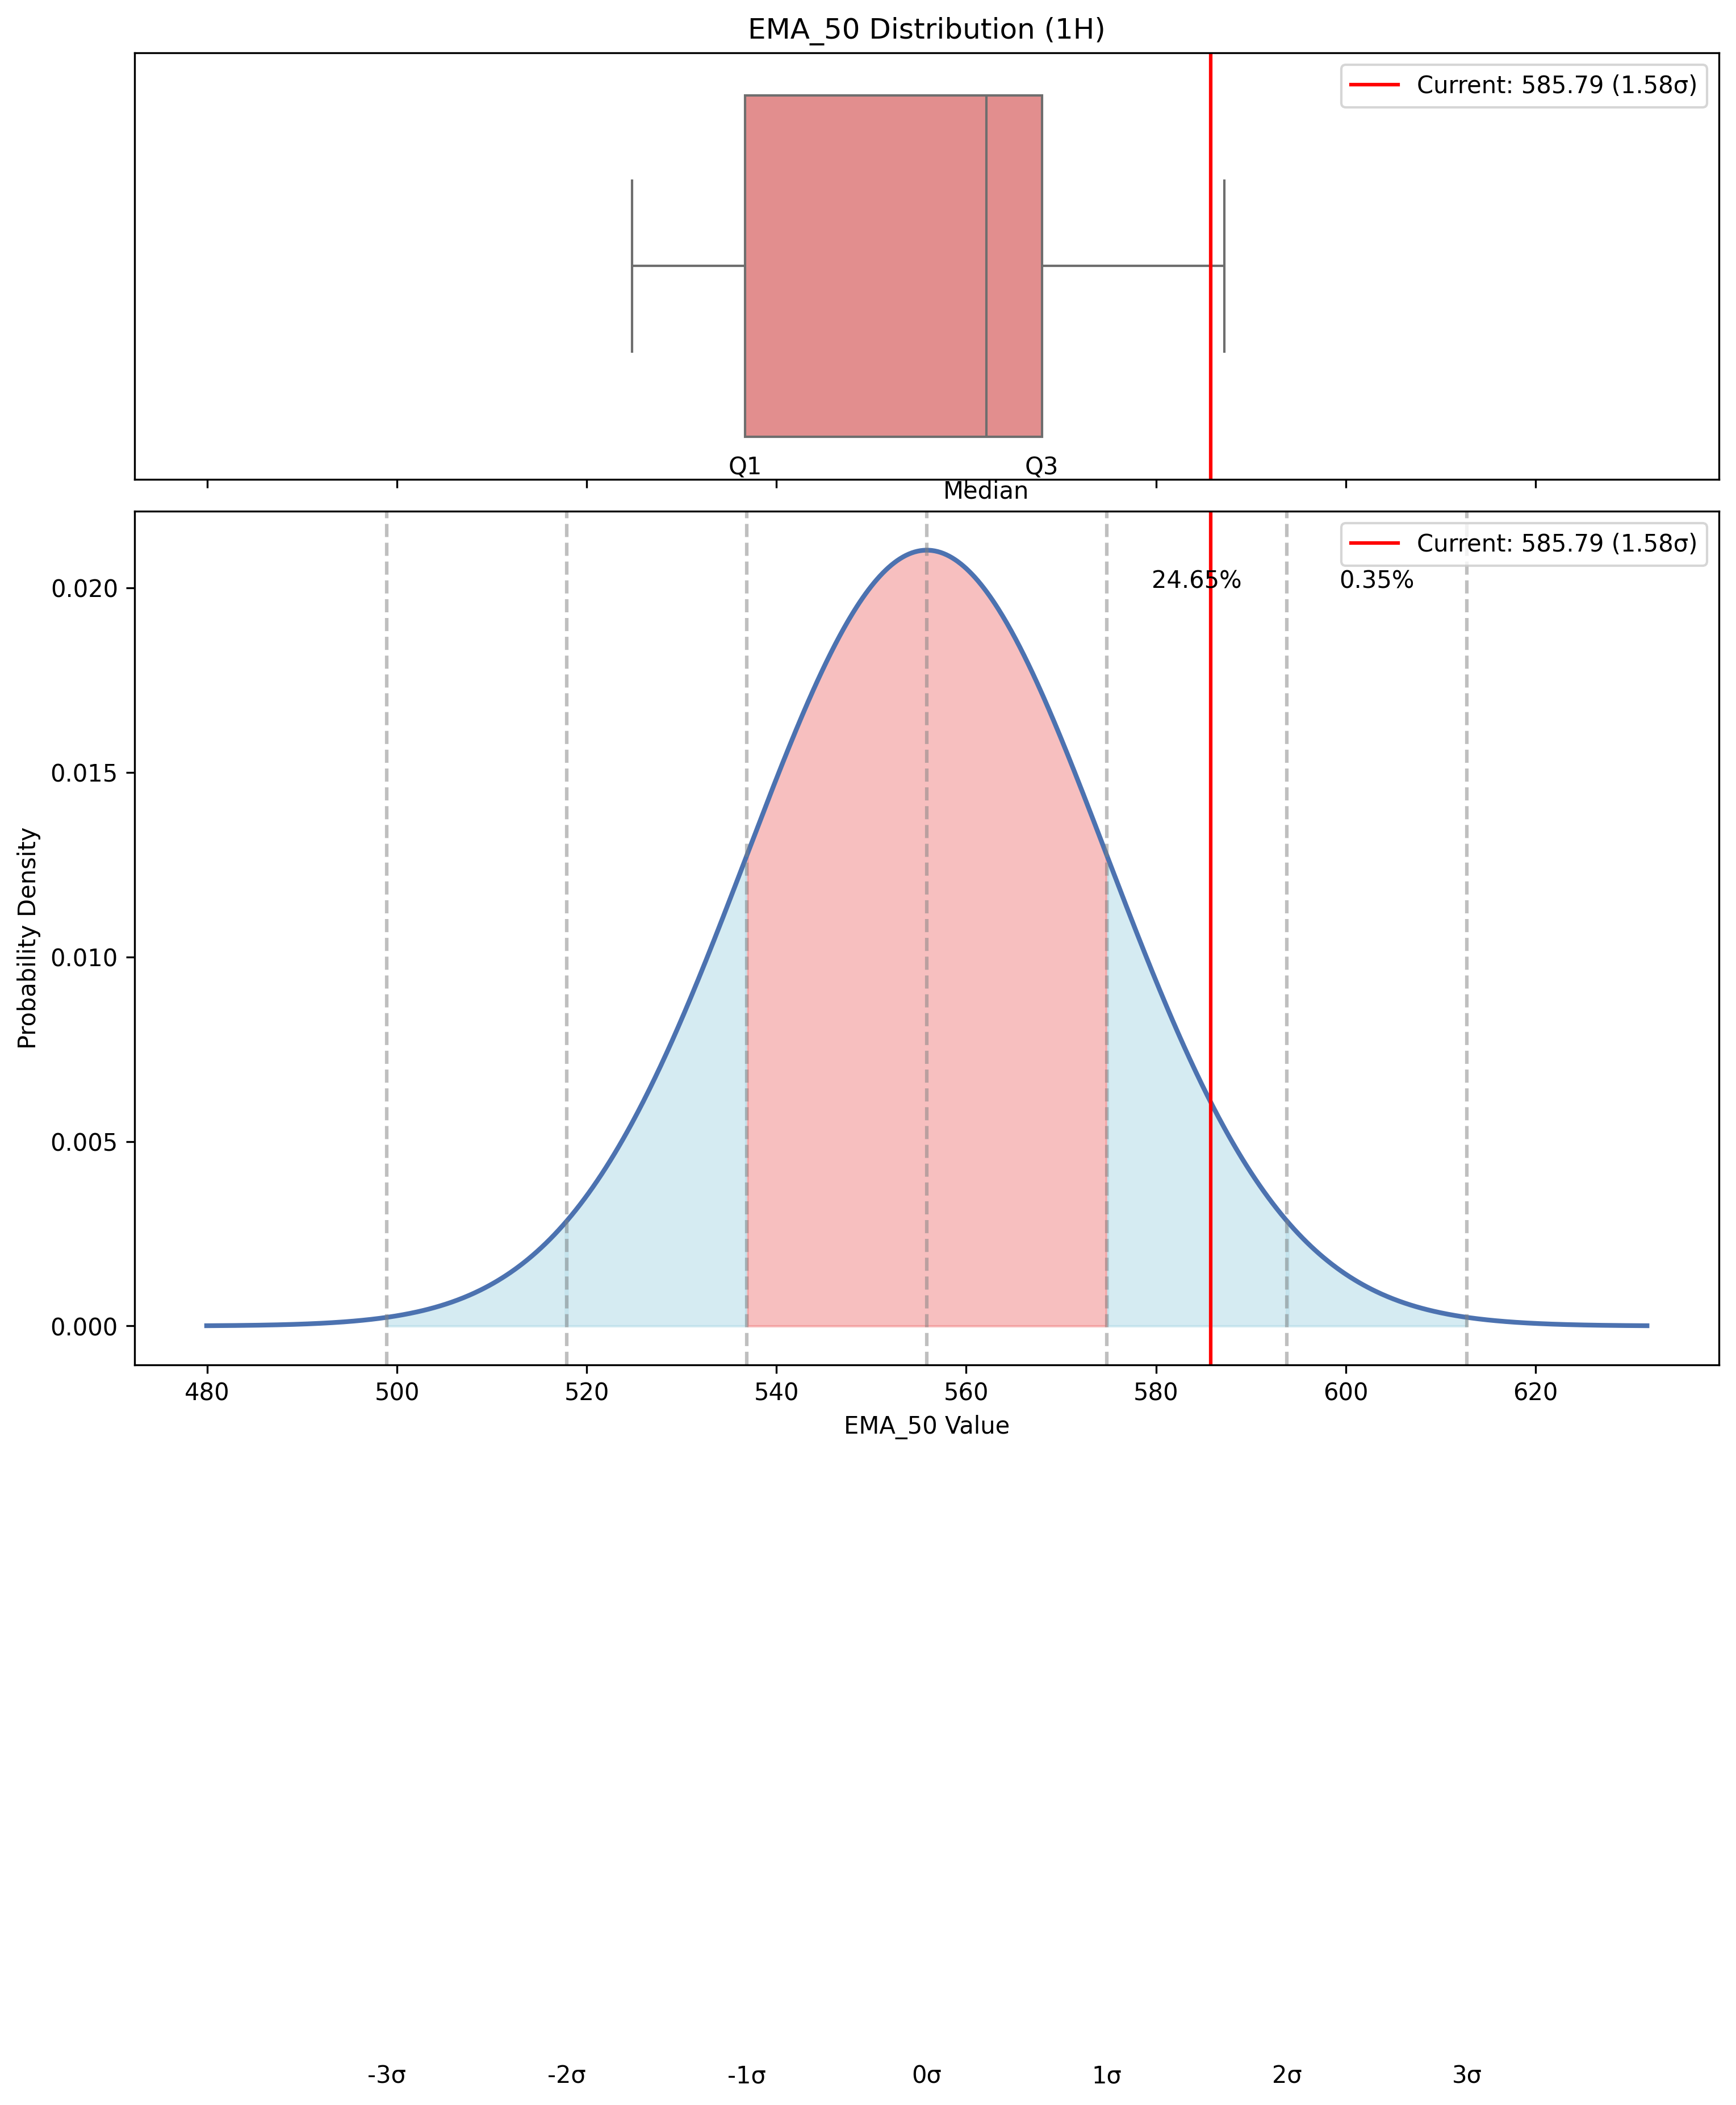 EMA_50 Distribution (1H)
Current: 585.79 (1.58σ)
Q1
Q3
Median
Current: 585.79 (1.58σ)
24.65%
0.35%
0.020
0.015
0.010
0.005
0.000
Probability Density
480
500
520
540
560
580
600
620
EMA_50 Value
-3σ
-2σ
-1σ
0σ
1σ
2σ
3σ